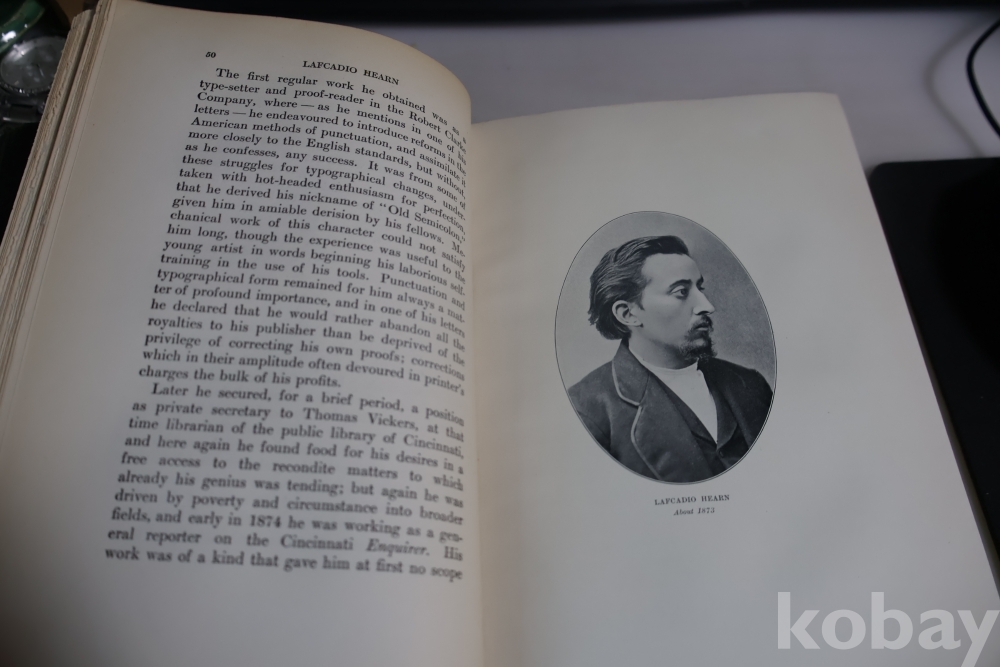 50
LAFCADIO HEARN
The first regular work he obtained was as a
type-setter and proof-reader in the Robert Clarke
Company, where — as he mentions in one of his
letters — he endeavoured to introduce reforms in the
American methods of punctuation, and assimilate it
more closely to the English standards, but without,
as he confesses, any success. It was from some of
these struggles for typographical changes, under-
taken with hot-headed enthusiasm for perfection,
that he derived his nickname of "Old Semicolon,"
given him in amiable derision by his fellows. Me-
chanical work of this character could not satisfy
him long, though the experience was useful to the
young artist in words beginning his laborious self-
training in the use of his tools. Punctuation and
typographical form remained for him always a mat-
ter of profound importance, and in one of his letters
he declared that he would rather abandon all the
royalties to his publisher than be deprived of the
privilege of correcting his own proofs; corrections
which in their amplitude often devoured in printer's
charges the bulk of his profits.
Later he secured, for a brief period, a position
as private secretary to Thomas Vickers, at that
time librarian of the public library of Cincinnati,
and here again he found food for his desires in a
free access to the recondite matters to which
already his genius was tending; but again he was
driven by poverty and circumstance into broader
fields, and early in 1874 he was working as a gen-
eral reporter on the Cincinnati Enquirer. His
work was of a kind that gave him at first no scope
LAFCADIO HEARN
About 1873
kobay